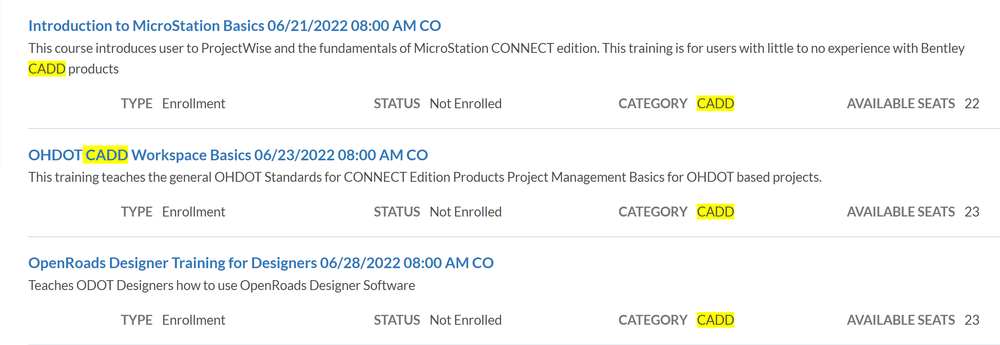 Introduction to MicroStation Basics 06/21/2022 08:00 AM CO
This course introduces user to ProjectWise and the fundamentals of MicroStation CONNECT edition. This training is for users with little to no experience with Bentley
CADD products
TYPE Enrollment STATUS Not Enrolled CATEGORY CADD AVAILABLE SEATS 22
OHDOT CADD Workspace Basics 06/23/2022 08:00 AM CO
This training teaches the general OHDOT Standards for CONNECT Edition Products Project Management Basics for OHDOT based projects.
TYPE Enrollment STATUS Not Enrolled CATEGORY CADD AVAILABLE SEATS 23
OpenRoads Designer Training for Designers 06/28/2022 08:00 AM CO
Teaches ODOT Designers how to use OpenRoads Designer Software
TYPE Enrollment STATUS Not Enrolled CATEGORY CADD AVAILABLE SEATS 23